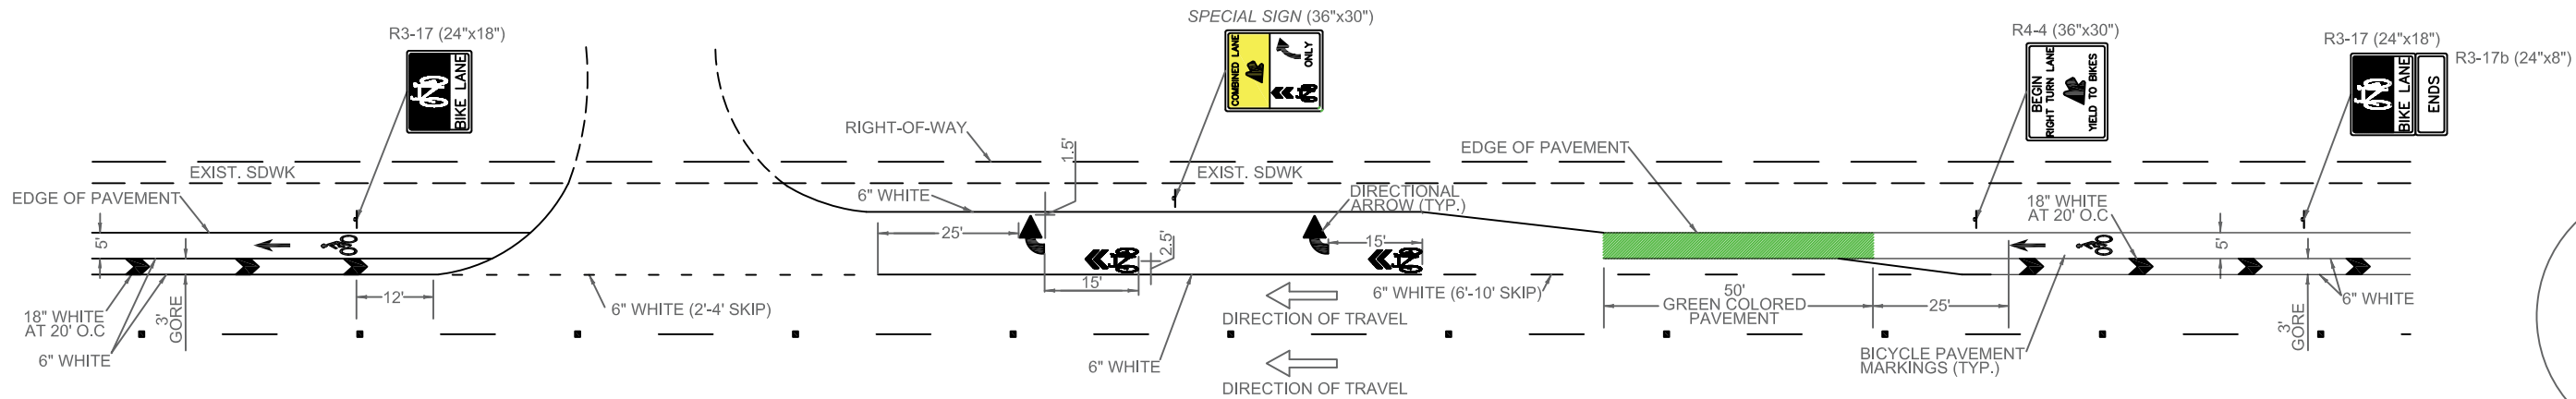 R3-17 (24"x18")
BIKE LANE
SPECIAL SIGN (36"x30")
COMBINED LANE
ONLY
R4-4 (36"x30")
BEGIN
RIGHT TURN LANE
YIELD TO BIKES
R3-17 (24"x18")
BIKE LANE
ENDS
R3-17b (24"x8")
RIGHT-OF-WAY
EXIST. SDWK
EDGE OF PAVEMENT
5'
18" WHITE
AT 20' O.C
3'
GORE
6" WHITE
12'
6" WHITE (2'-4' SKIP)
6" WHITE
25'
1.5'
15'
2.5'
6" WHITE
EXIST. SDWK
DIRECTIONAL
ARROW (TYP.)
15'
DIRECTION OF TRAVEL
DIRECTION OF TRAVEL
6" WHITE (6'-10' SKIP)
EDGE OF PAVEMENT
50'
GREEN COLORED
PAVEMENT
25'
18" WHITE
AT 20' O.C
5'
BICYCLE PAVEMENT
MARKINGS (TYP.)
3'
GORE
6" WHITE